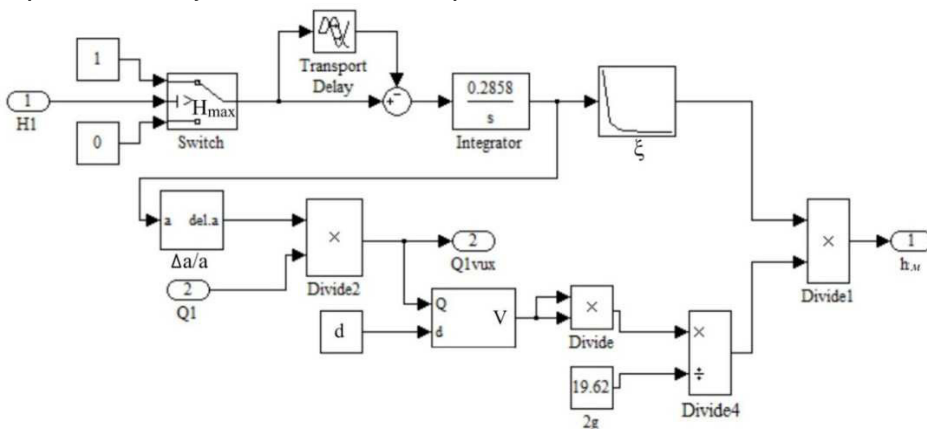 1
1
H1
0
> H_max
Switch
Transport
Delay
+ -
0.2858
s
Integrator
ξ
a del.a
Δa/a
2
Q1
×
Divide2
2
Q1vux
d
Q
d
V
×
Divide
19.62
2g
×
÷
Divide4
×
Divide1
1
h.м